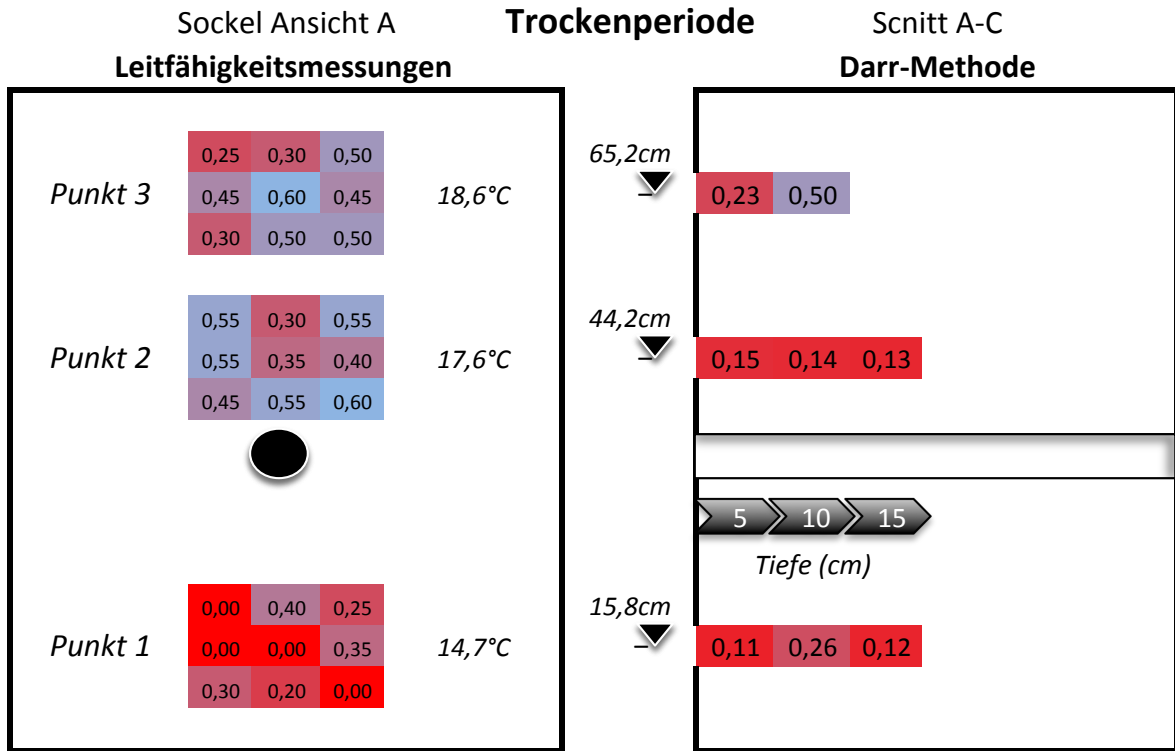 Sockel Ansicht A Trockenperiode Scnitt A-C
Leitfähigkeitsmessungen Darr-Methode
Punkt 3
0,25 0,30 0,50
0,45 0,60 0,45
0,30 0,50 0,50
18,6°C
65,2cm
0,23 0,50
Punkt 2
0,55 0,30 0,55
0,55 0,35 0,40
0,45 0,55 0,60
17,6°C
44,2cm
0,15 0,14 0,13
5 10 15
Tiefe (cm)
Punkt 1
0,00 0,40 0,25
0,00 0,00 0,35
0,30 0,20 0,00
14,7°C
15,8cm
0,11 0,26 0,12